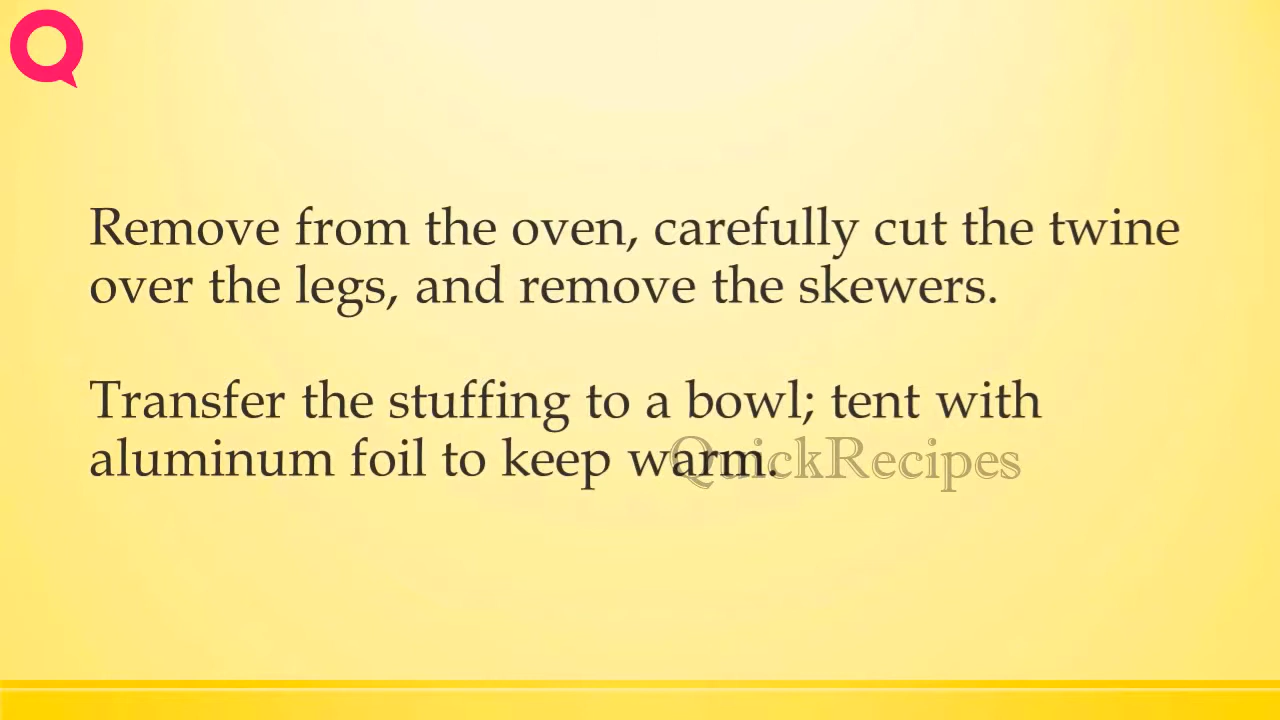 Remove from the oven, carefully cut the twine
over the legs, and remove the skewers.
Transfer the stuffing to a bowl; tent with
aluminum foil to keep warm.
QuickRecipes